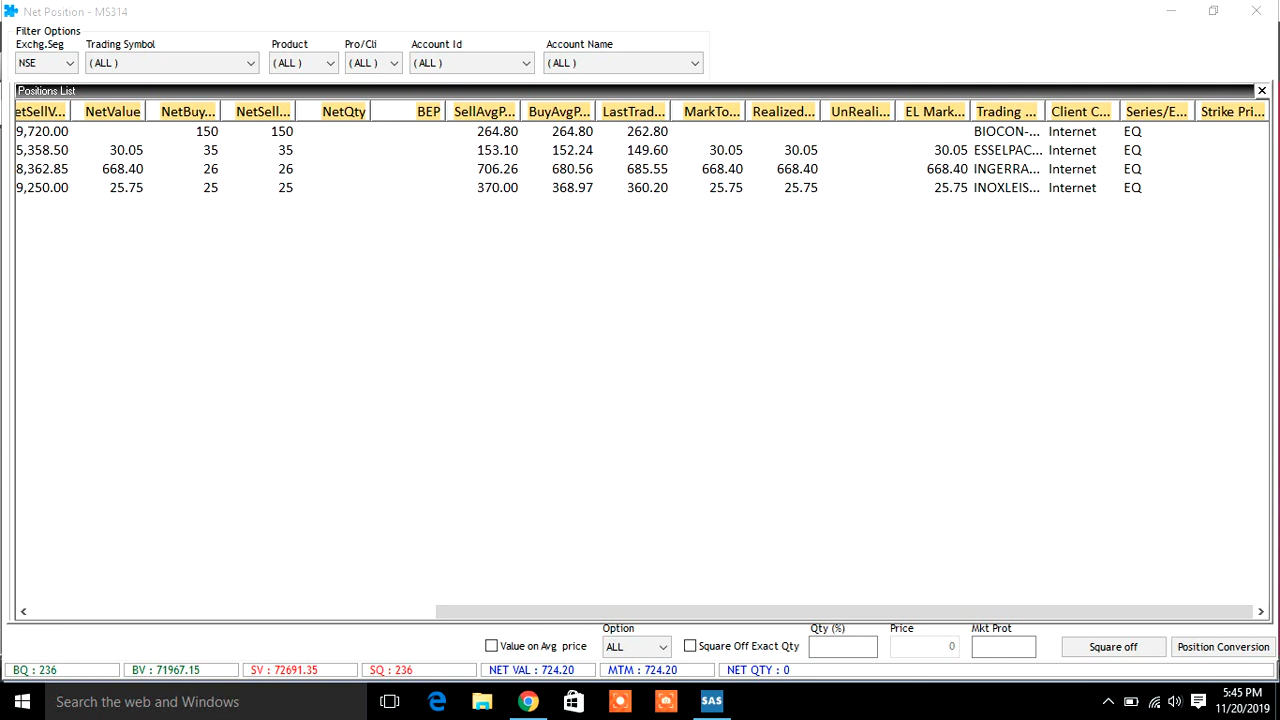 Net Position - MS314
Filter Options
Exchg.Seg Trading Symbol Product Pro/Cli Account Id Account Name
NSE (ALL ) (ALL ) (ALL ) (ALL ) (ALL )
Positions List
etSellV... NetValue NetBuy... NetSell... NetQty BEP SellAvgP... BuyAvgP... LastTrad... MarkTo... Realized... UnReali... EL Mark... Trading ... Client C... Series/E... Strike Pri...
9,720.00 150 150 264.80 264.80 262.80 BIOCON-... Internet EQ
5,358.50 30.05 35 35 153.10 152.24 149.60 30.05 30.05 30.05 ESSELPAC... Internet EQ
8,362.85 668.40 26 26 706.26 680.56 685.55 668.40 668.40 668.40 INGERRA... Internet EQ
9,250.00 25.75 25 25 370.00 368.97 360.20 25.75 25.75 25.75 INOXLEIS... Internet EQ
Option Qty (%) Price Mkt Prot
Value on Avg price ALL Square Off Exact Qty 0 Square off Position Conversion
BQ : 236 BV : 71967.15 SV : 72691.35 SQ : 236 NET VAL : 724.20 MTM : 724.20 NET QTY : 0
Search the web and Windows SAS 5:45 PM
11/20/2019